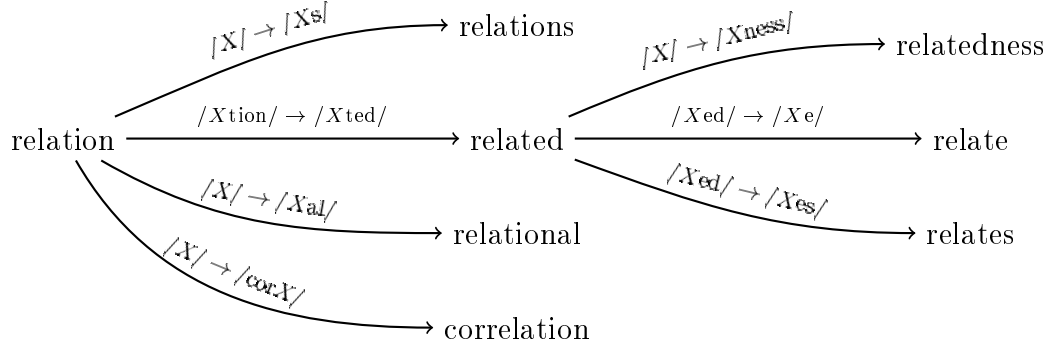 /X/ → /Xs/
relations
/X/ → /Xness/
relatedness
relation
/Xtion/ → /Xted/
related
/Xed/ → /Xe/
relate
/X/ → /Xal/
relational
/Xed/ → /Xes/
relates
/X/ → /corX/
correlation